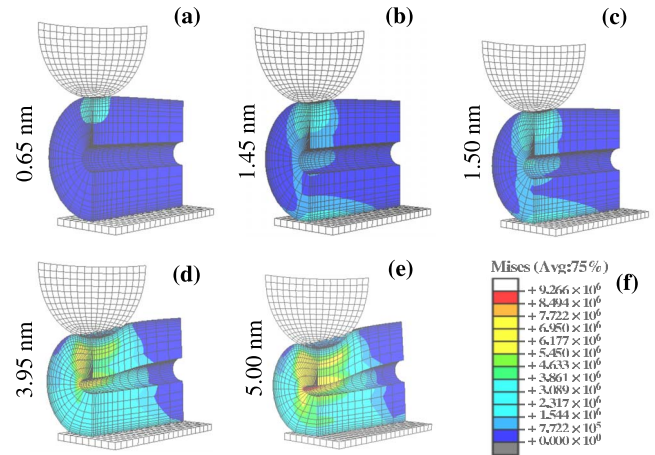 (a)
(b)
(c)
0.65 nm
1.45 nm
1.50 nm
(d)
(e)
(f)
3.95 nm
5.00 nm
Mises (Avg:75%)
+ 9.266 × 10⁶
+ 8.494 × 10⁶
+ 7.722 × 10⁶
+ 6.950 × 10⁶
+ 6.177 × 10⁶
+ 5.450 × 10⁶
+ 4.633 × 10⁶
+ 3.861 × 10⁶
+ 3.089 × 10⁶
+ 2.317 × 10⁶
+ 1.544 × 10⁶
+ 7.722 × 10⁵
+ 0.000 × 10⁰